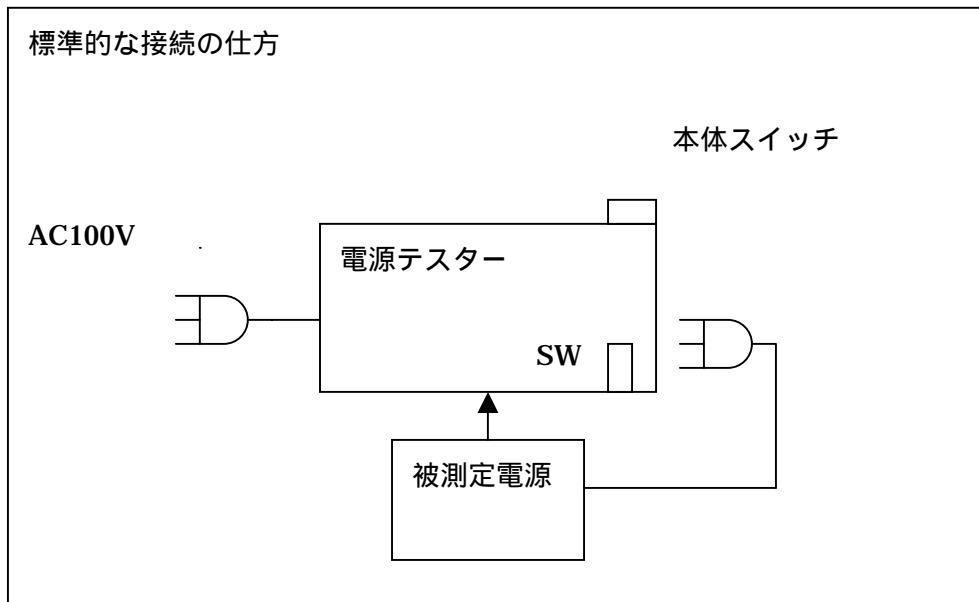 標準的な接続の仕方
本体スイッチ
AC100V
電源テスター
SW
被測定電源